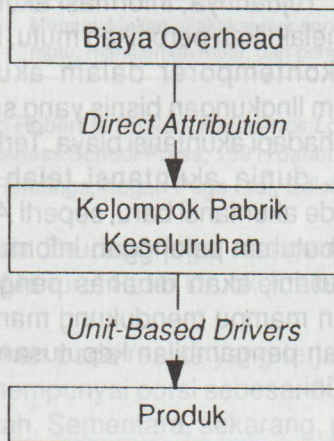 Biaya Overhead
Direct Attribution
Kelompok Pabrik
Keseluruhan
Unit-Based Drivers
Produk